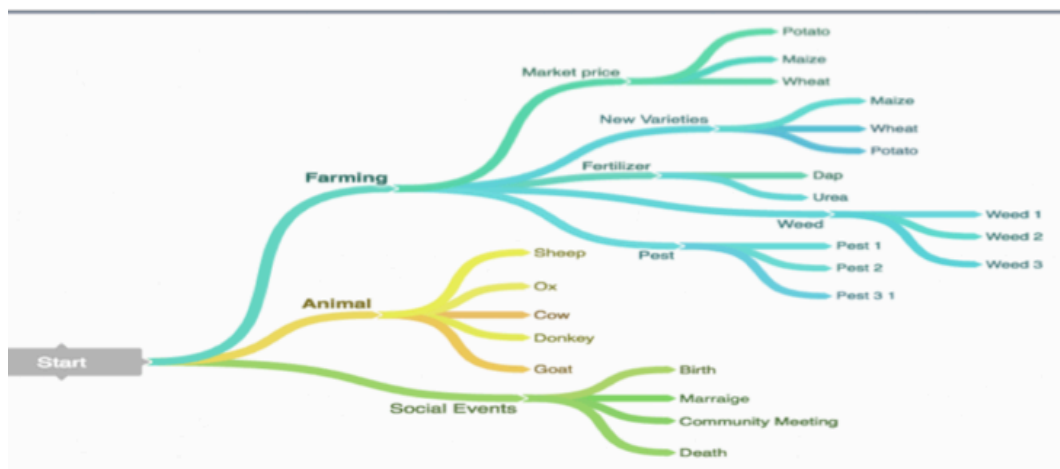 Potato
Maize
Market price
Wheat
Maize
New Varieties
Wheat
Potato
Fertilizer
Farming
Dap
Urea
Weed
Weed 1
Weed 2
Weed 3
Pest
Pest 1
Pest 2
Pest 3 1
Sheep
Ox
Animal
Cow
Donkey
Goat
Start
Birth
Marraige
Social Events
Community Meeting
Death